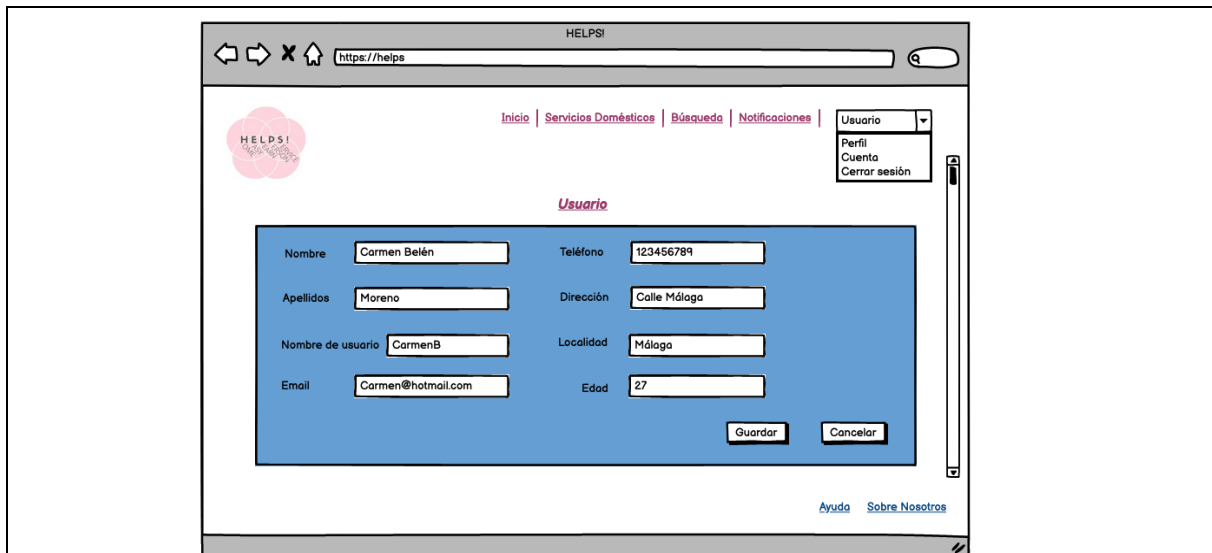 HELPS!
https://helps
Inicio Servicios Domésticos Búsqueda Notificaciones Usuario
Perfil
Cuenta
Cerrar sesión
HELPS!
Usuario
Nombre Carmen Belén Teléfono 123456789
Apellidos Moreno Dirección Calle Málaga
Nombre de usuario CarmenB Localidad Málaga
Email Carmen@hotmail.com Edad 27
Guardar Cancelar
Ayuda Sobre Nosotros